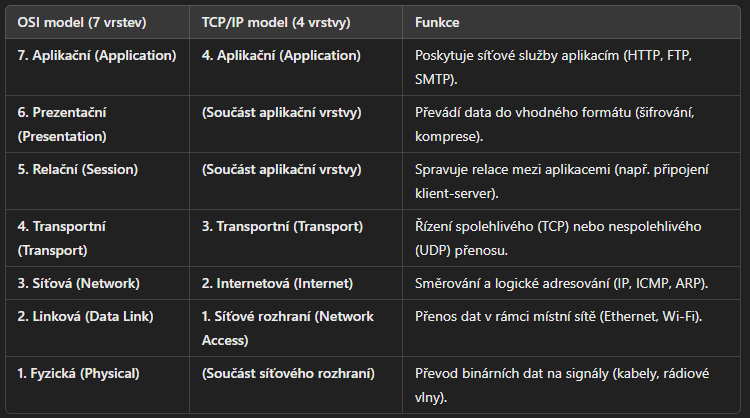 OSI model (7 vrstev) TCP/IP model (4 vrstvy) Funkce
7. Aplikační (Application) 4. Aplikační (Application) Poskytuje síťové služby aplikacím (HTTP, FTP,
SMTP).
6. Prezentační (Součást aplikační vrstvy) Převádí data do vhodného formátu (šifrování,
(Presentation) komprese).
5. Relační (Session) (Součást aplikační vrstvy) Spravuje relace mezi aplikacemi (např. připojení
klient-server).
4. Transportní 3. Transportní (Transport) Řízení spolehlivého (TCP) nebo nespolehlivého
(Transport) (UDP) přenosu.
3. Síťová (Network) 2. Internetová (Internet) Směrování a logické adresování (IP, ICMP, ARP).
2. Linková (Data Link) 1. Síťové rozhraní (Network Přenos dat v rámci místní sítě (Ethernet, Wi-Fi).
Access)
1. Fyzická (Physical) (Součást síťového rozhraní) Převod binárních dat na signály (kabely, rádiové
vlny).